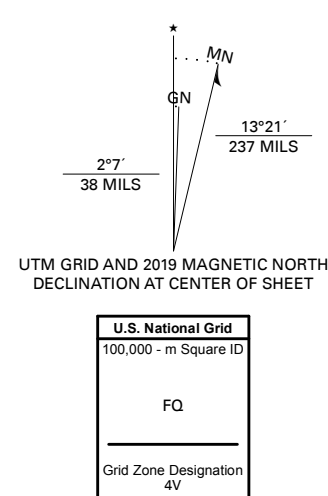 ★
MN
GN
13°21´
237 MILS
2°7´
38 MILS
UTM GRID AND 2019 MAGNETIC NORTH
DECLINATION AT CENTER OF SHEET
U.S. National Grid
100,000 - m Square ID
FQ
Grid Zone Designation
4V